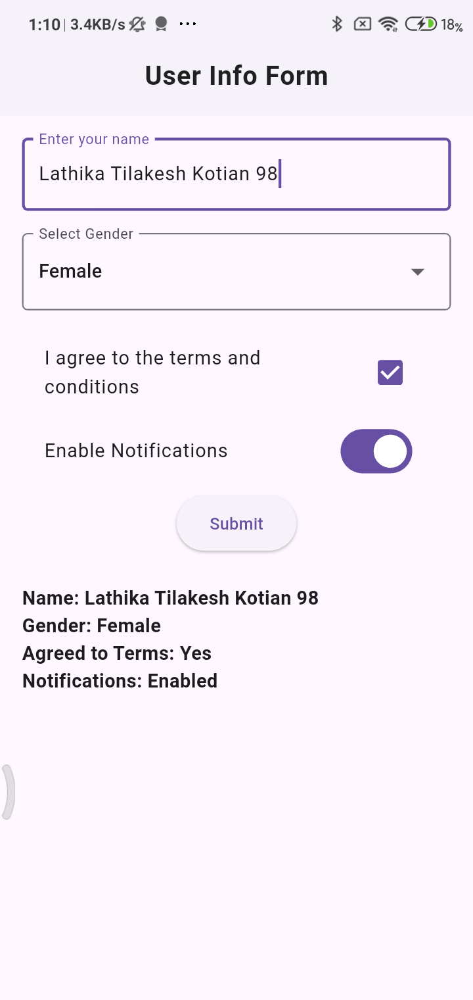 1:10 3.4KB/s 18%
User Info Form
Enter your name
Lathika Tilakesh Kotian 98
Select Gender
Female
I agree to the terms and
conditions
Enable Notifications
Submit
Name: Lathika Tilakesh Kotian 98
Gender: Female
Agreed to Terms: Yes
Notifications: Enabled